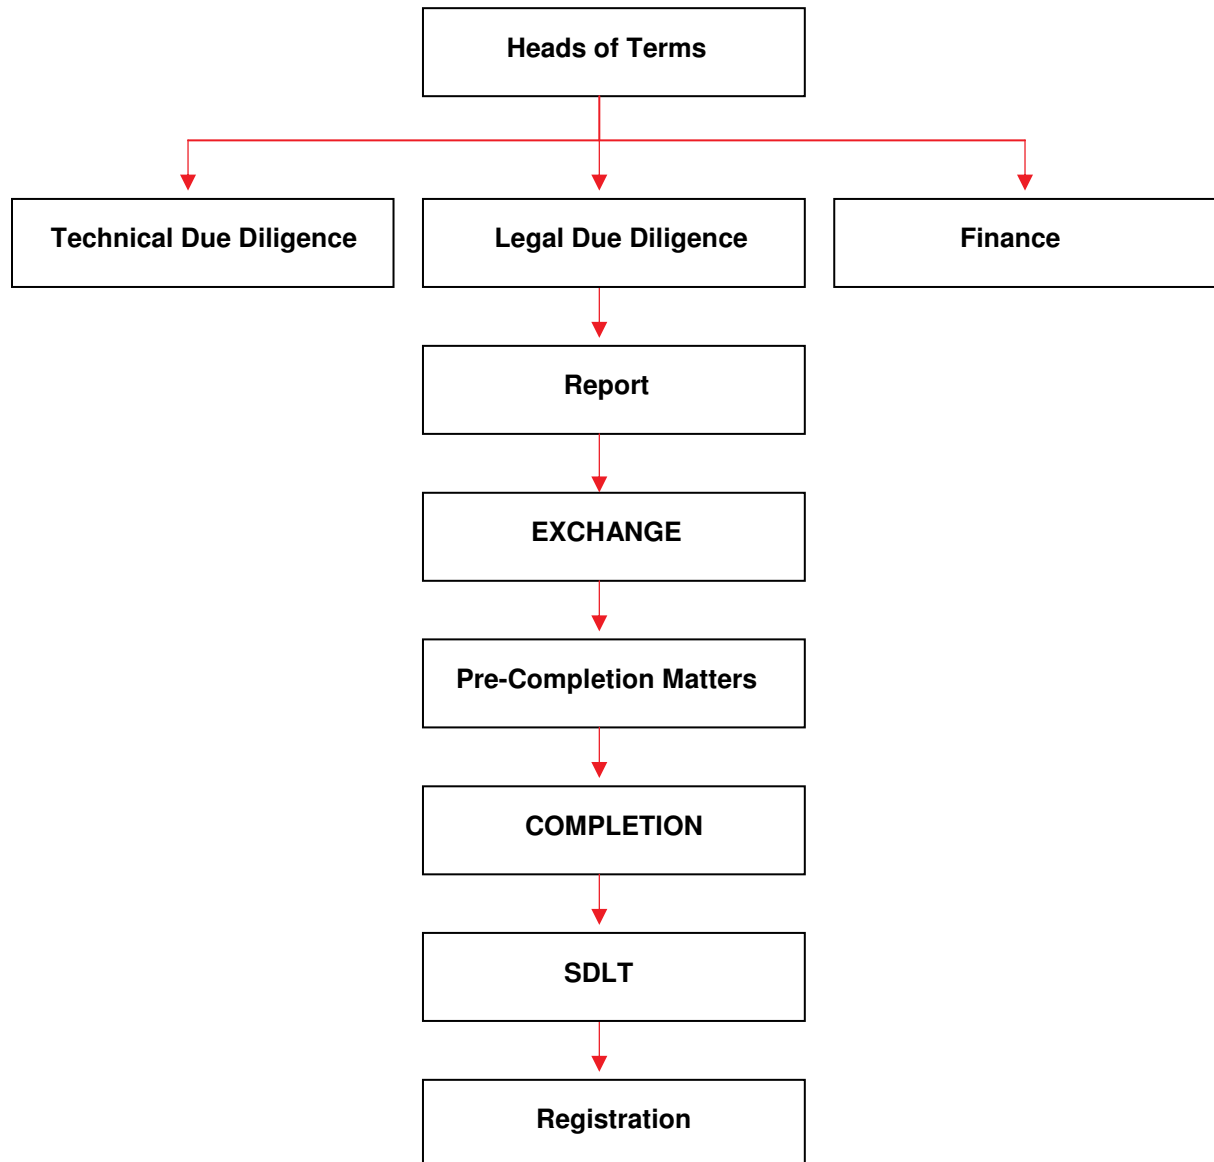 Heads of Terms
Technical Due Diligence
Legal Due Diligence
Finance
Report
EXCHANGE
Pre-Completion Matters
COMPLETION
SDLT
Registration